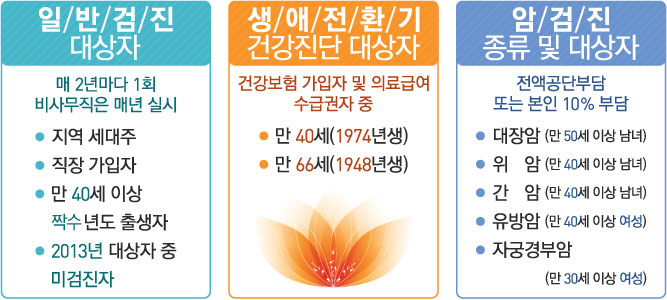 일/반/검/진
대상자
매 2년마다 1회
비사무직은 매년 실시
지역 세대주
직장 가입자
만 40세 이상
짝수 년도 출생자
2013년 대상자 중
미검진자
생/애/전/환/기
건강진단 대상자
건강보험 가입자 및 의료급여
수급권자 중
만 40세(1974년생)
만 66세(1948년생)
암/검/진
종류 및 대상자
전액공단부담
또는 본인 10% 부담
대장암 (만 50세 이상 남녀)
위 암 (만 40세 이상 남녀)
간 암 (만 40세 이상 남녀)
유방암 (만 40세 이상 여성)
자궁경부암
(만 30세 이상 여성)